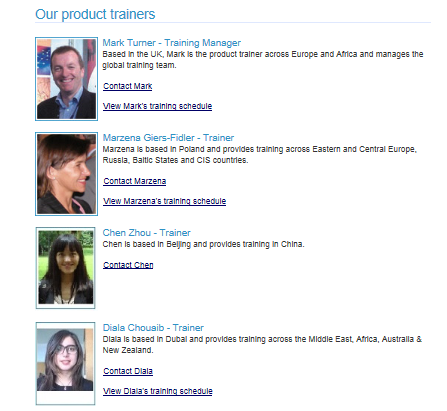 Our product trainers
Mark Turner - Training Manager
Based in the UK, Mark is the product trainer across Europe and Africa and manages the
global training team.
Contact Mark
View Mark's training schedule
Marzena Giers-Fidler - Trainer
Marzena is based in Poland and provides training across Eastern and Central Europe,
Russia, Baltic States and CIS countries.
Contact Marzena
View Marzena's training schedule
Chen Zhou - Trainer
Chen is based in Beijing and provides training in China.
Contact Chen
Diala Chouaib - Trainer
Diala is based in Dubai and provides training across the Middle East, Africa, Australia &
New Zealand.
Contact Diala
View Diala's training schedule